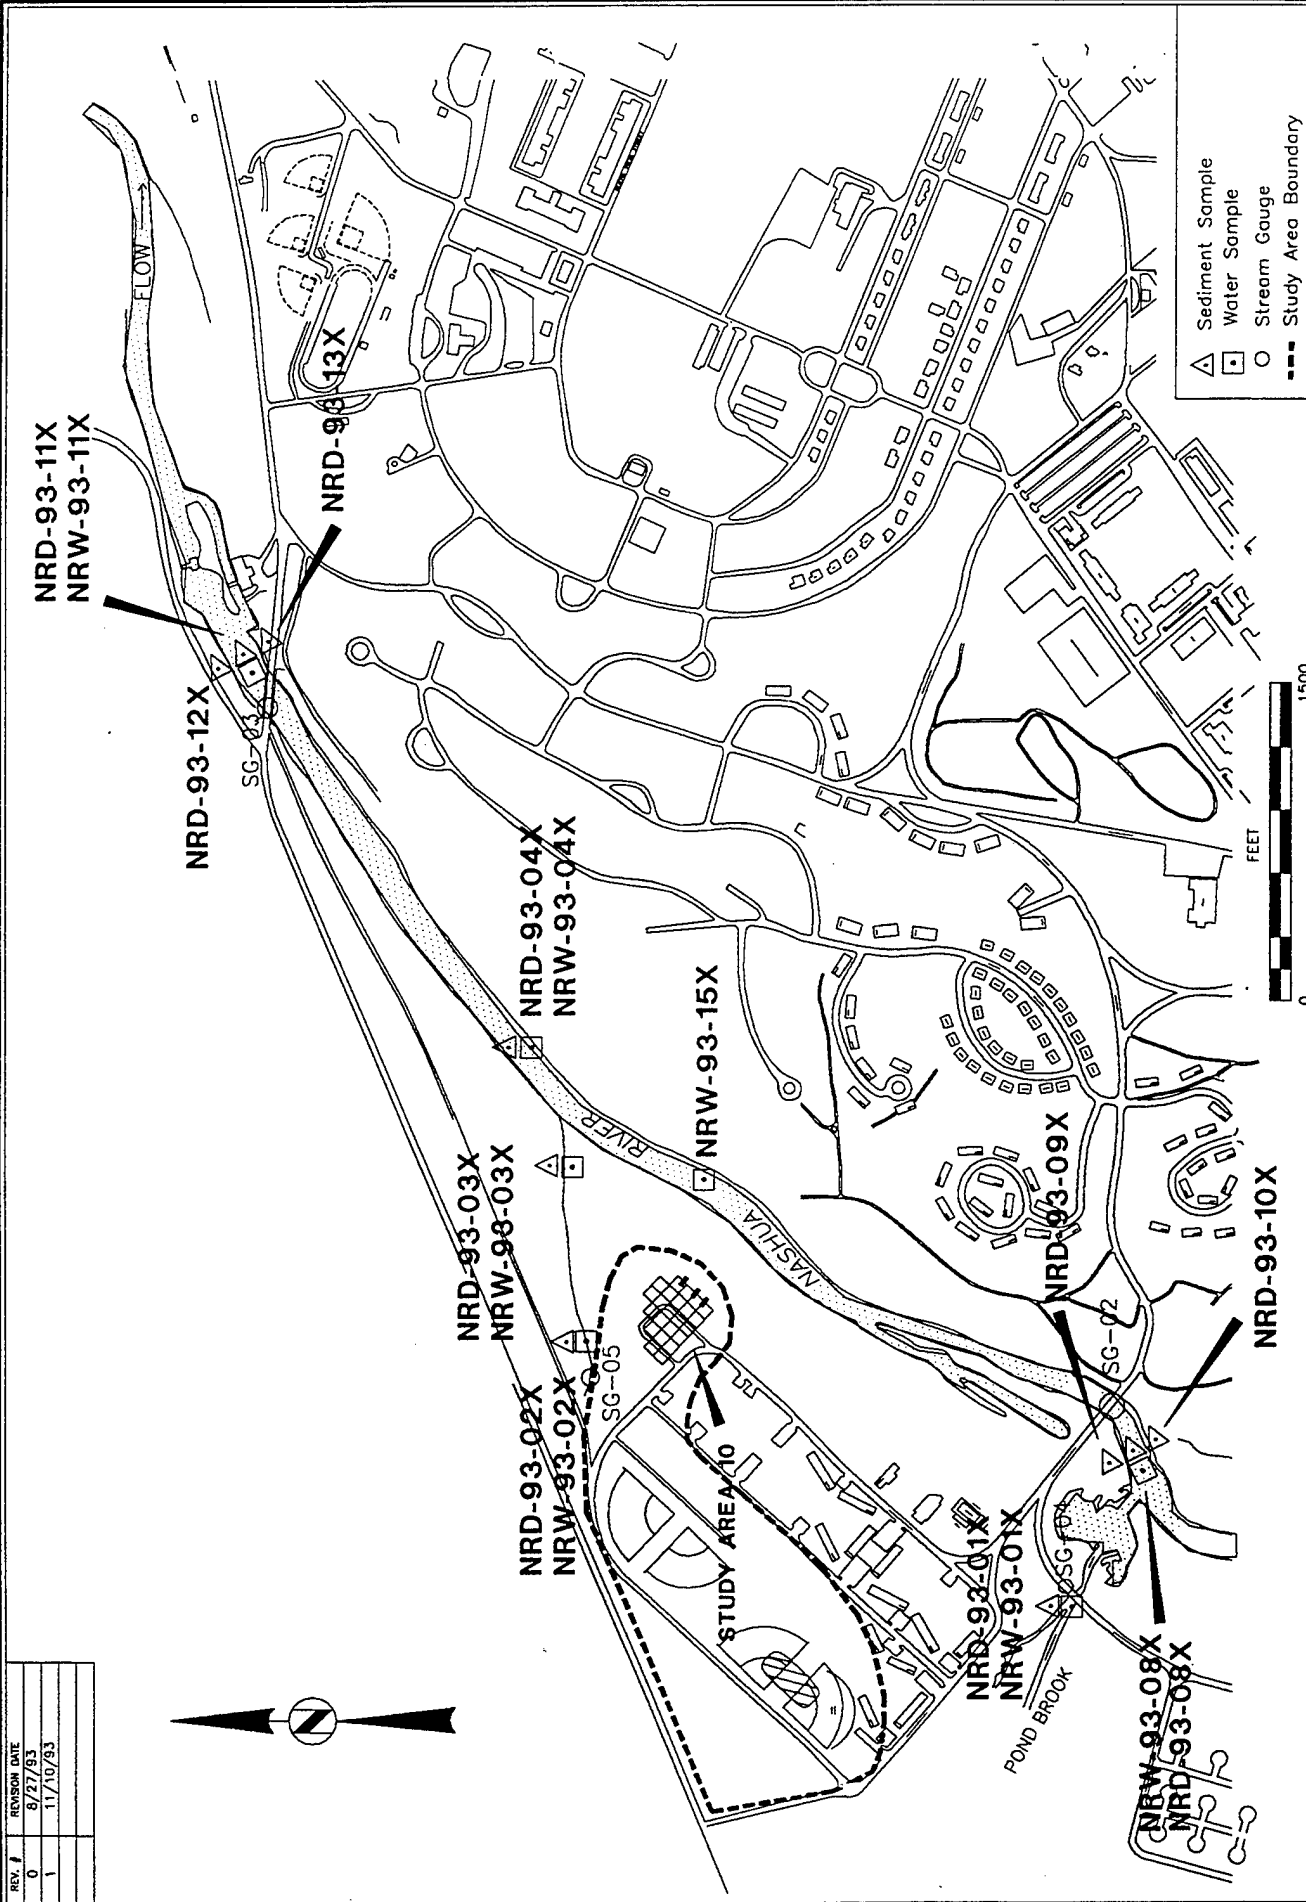 REV. # REVISION DATE
0 8/27/93
1 11/10/93
NRD-93-11X
NRW-93-11X
FLOW
NRD-93-13X
NRD-93-12X
SG-03
NRD-93-04X
NRW-93-04X
RIVER
NRW-93-15X
NRD-93-03X
NRW-93-03X
NASHUA
NRD-93-02X
NRW-93-02X
SG-05
STUDY AREA 10
NRD-93-09X
SG-02
NRD-93-10X
NRD-93-01X
NRW-93-01X
POND BROOK
NRW-93-08X
NRD-93-08X
0 FEET 1500
Sediment Sample
Water Sample
Stream Gauge
Study Area Boundary